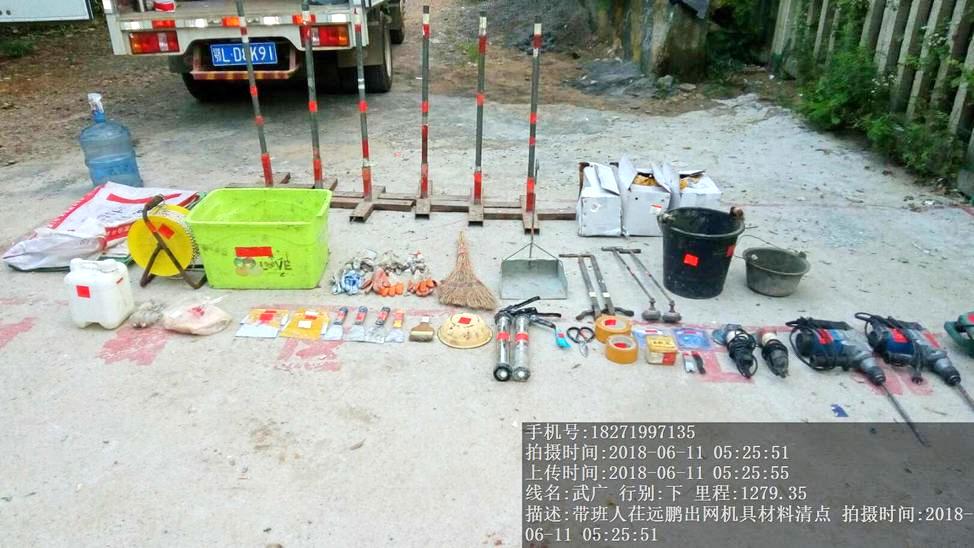 鄂L·D8K91
LOVE
手机号:18271997135
拍摄时间:2018-06-11 05:25:51
上传时间:2018-06-11 05:25:55
线名:武广 行别:下 里程:1279.35
描述:带班人茌远鹏出网机具材料清点 拍摄时间:2018-
06-11 05:25:51